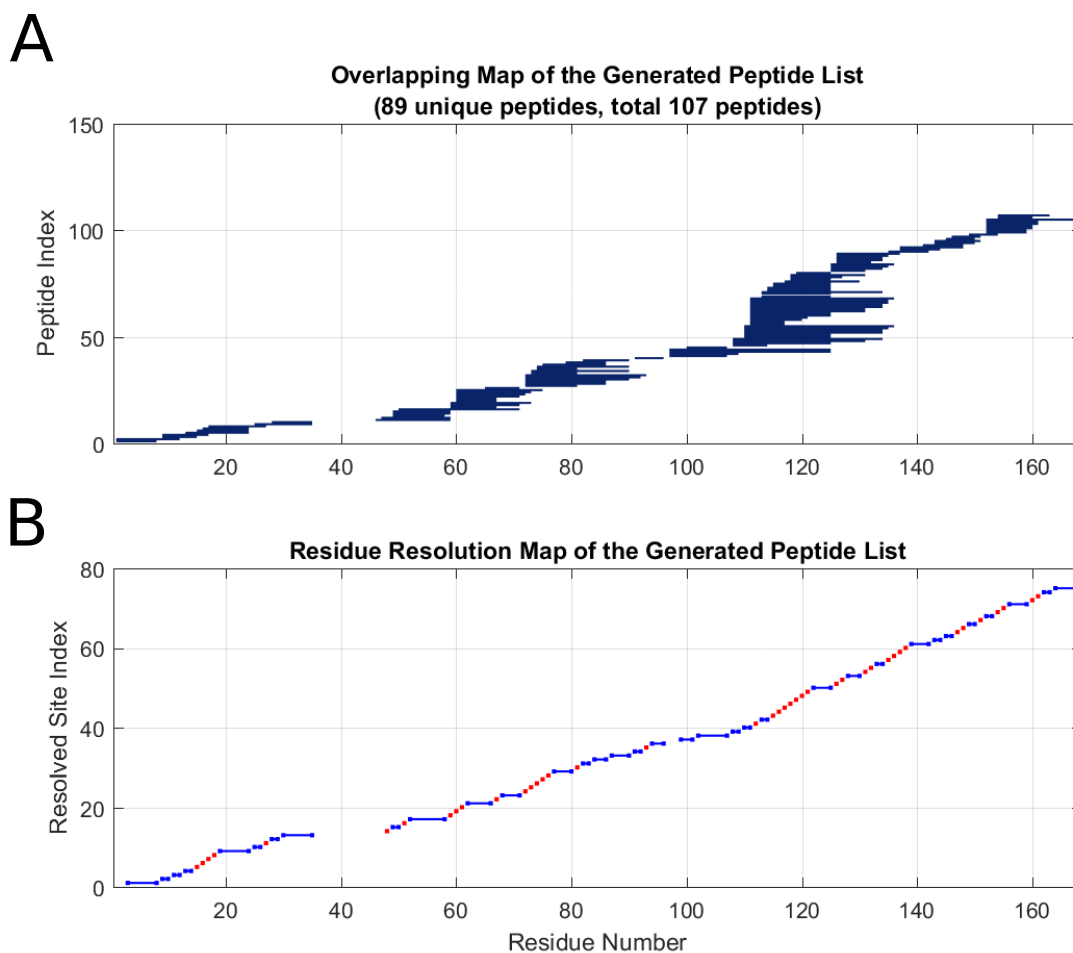 A
Overlapping Map of the Generated Peptide List
(89 unique peptides, total 107 peptides)
150
100
50
0
Peptide Index
20 40 60 80 100 120 140 160
B
Residue Resolution Map of the Generated Peptide List
80
60
40
20
0
Resolved Site Index
20 40 60 80 100 120 140 160
Residue Number